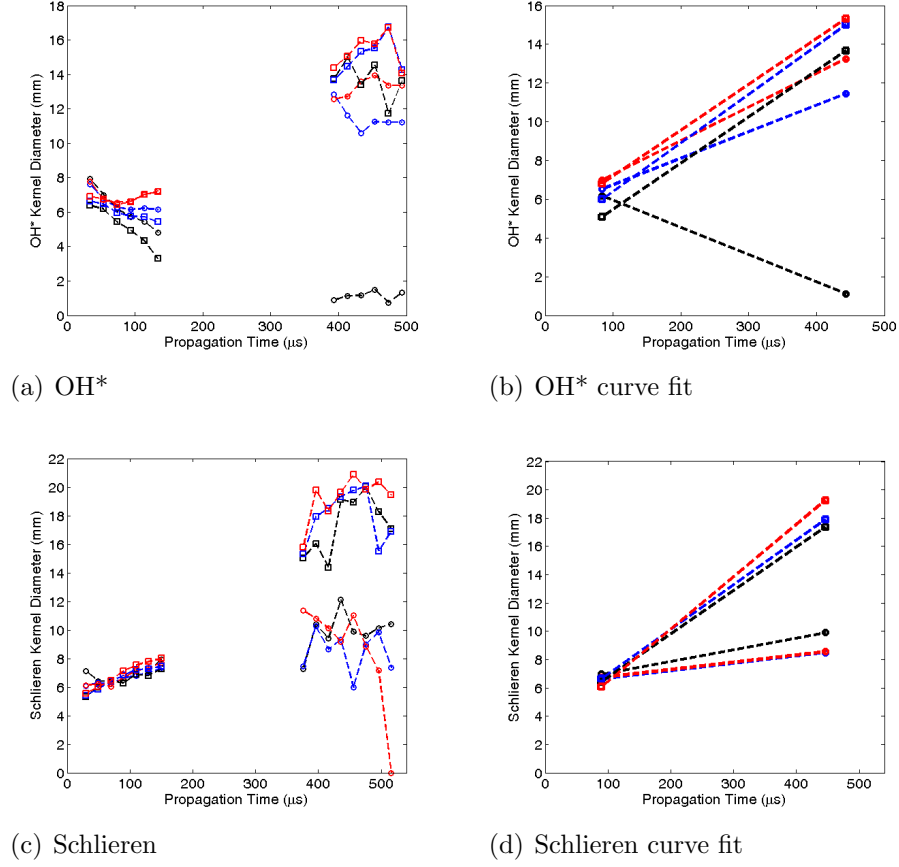 18
16
14
12
10
8
6
4
2
0
0 100 200 300 400 500
OH* Kernel Diameter (mm)
Propagation Time (μs)
(a) OH*
16
14
12
10
8
6
4
2
0
0 100 200 300 400 500
OH* Kernel Diameter (mm)
Propagation Time (μs)
(b) OH* curve fit
22
20
18
16
14
12
10
8
6
4
2
0
0 100 200 300 400 500
Schlieren Kernel Diameter (mm)
Propagation Time (μs)
(c) Schlieren
22
20
18
16
14
12
10
8
6
4
2
0
0 100 200 300 400 500
Schlieren Kernel Diameter (mm)
Propagation Time (μs)
(d) Schlieren curve fit